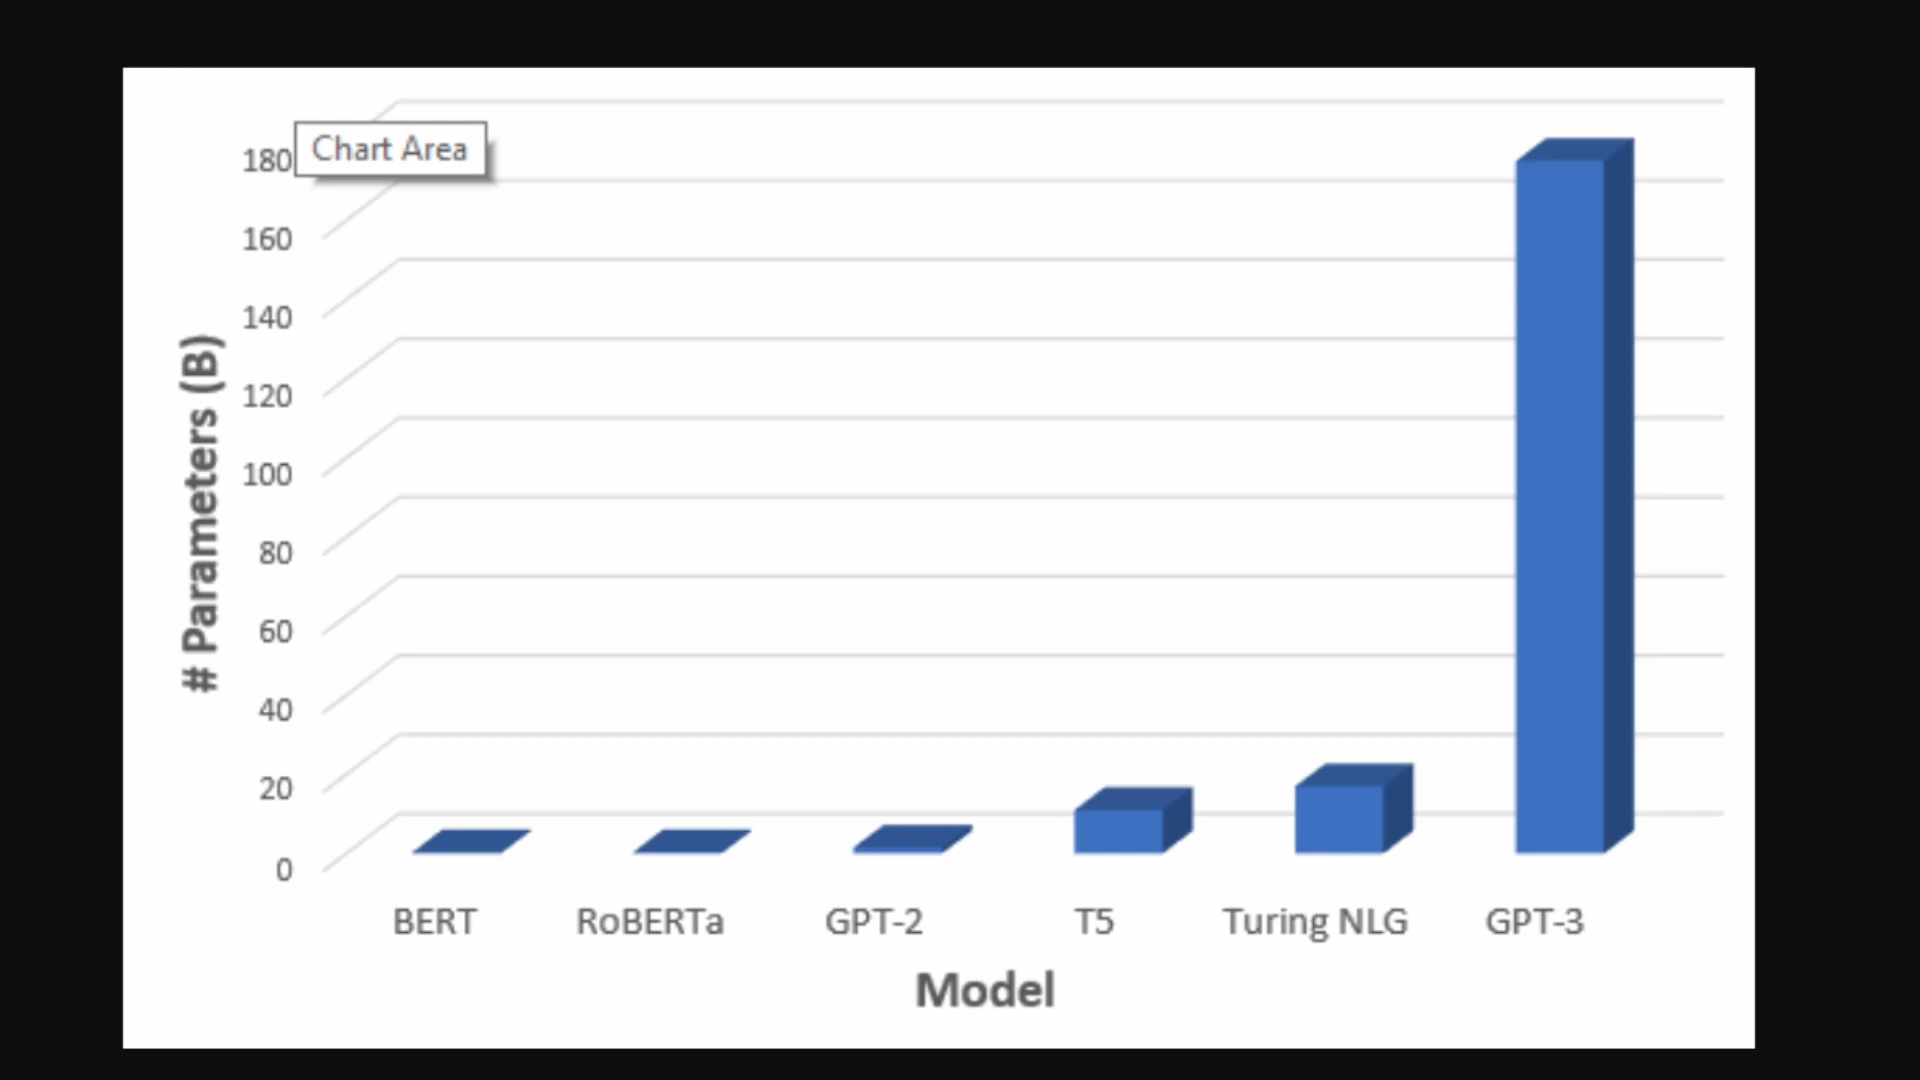 Chart Area
180
160
140
120
100
80
60
40
20
0
# Parameters (B)
BERT RoBERTa GPT-2 T5 Turing NLG GPT-3
Model